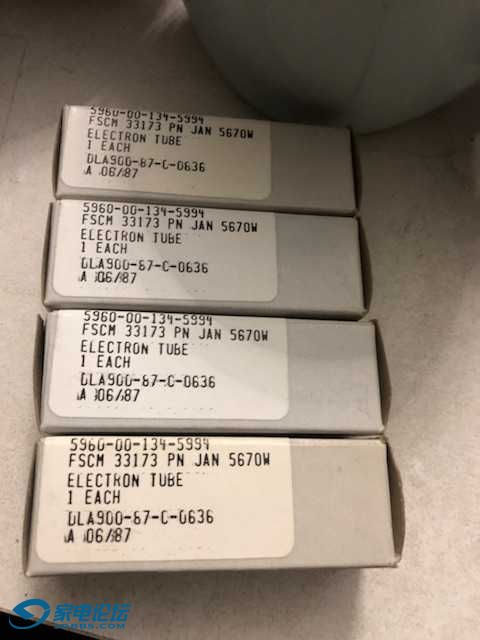 5960-00-134-5994
FSCM 33173 PN JAN 5670W
ELECTRON TUBE
1 EACH
DLA900-87-C-0636
A 06/87
5960-00-134-5994
FSCM 33173 PN JAN 5670W
ELECTRON TUBE
1 EACH
DLA900-87-C-0636
A 06/87
5960-00-134-5994
FSCM 33173 PN JAN 5670W
ELECTRON TUBE
1 EACH
DLA900-87-C-0636
A 06/87
5960-00-134-5994
FSCM 33173 PN JAN 5670W
ELECTRON TUBE
1 EACH
DLA900-87-C-0636
A 06/87
家电论坛